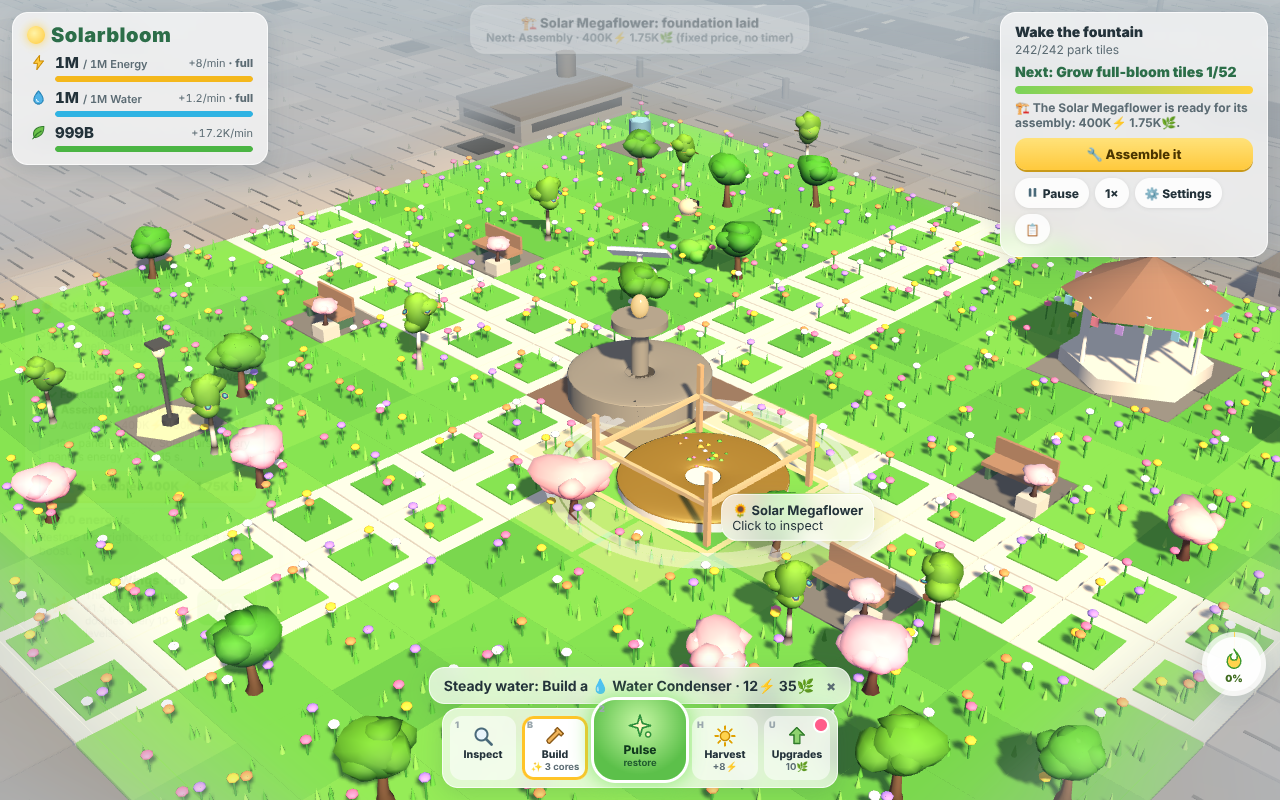 Solarbloom
1M / 1M Energy +8/min · full
1M / 1M Water +1.2/min · full
999B +17.2K/min
🏗️ Solar Megaflower: foundation laid
Next: Assembly · 400K⚡ 1.75K🌿 (fixed price, no timer)
Wake the fountain
242/242 park tiles
Next: Grow full-bloom tiles 1/52
🏗️ The Solar Megaflower is ready for its
assembly: 400K⚡ 1.75K🌿.
🔧 Assemble it
Pause
1×
⚙️ Settings
🌻 Solar Megaflower
Click to inspect
0%
Steady water: Build a 💧 Water Condenser · 12⚡ 35🌿 ×
1 Inspect
B Build
✨ 3 cores
Pulse
restore
H Harvest
+8⚡
U Upgrades
10🌿